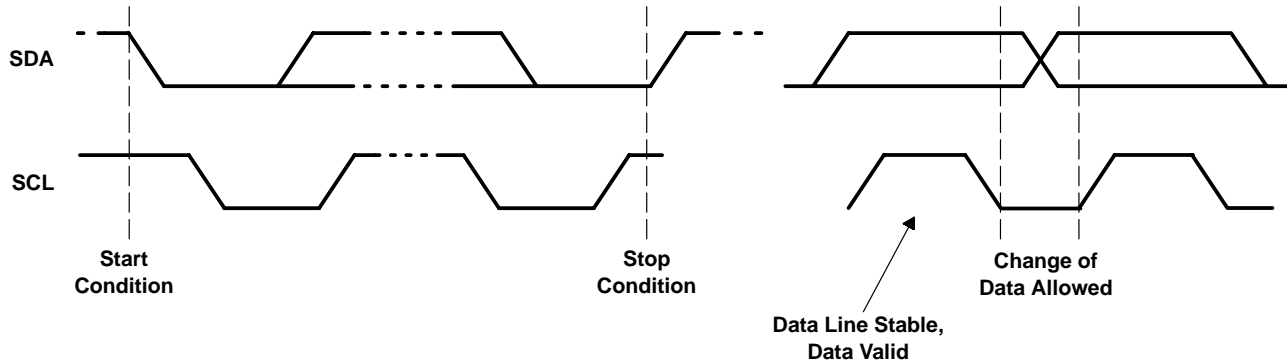 SDA
SCL
Start
Condition
Stop
Condition
Change of
Data Allowed
Data Line Stable,
Data Valid